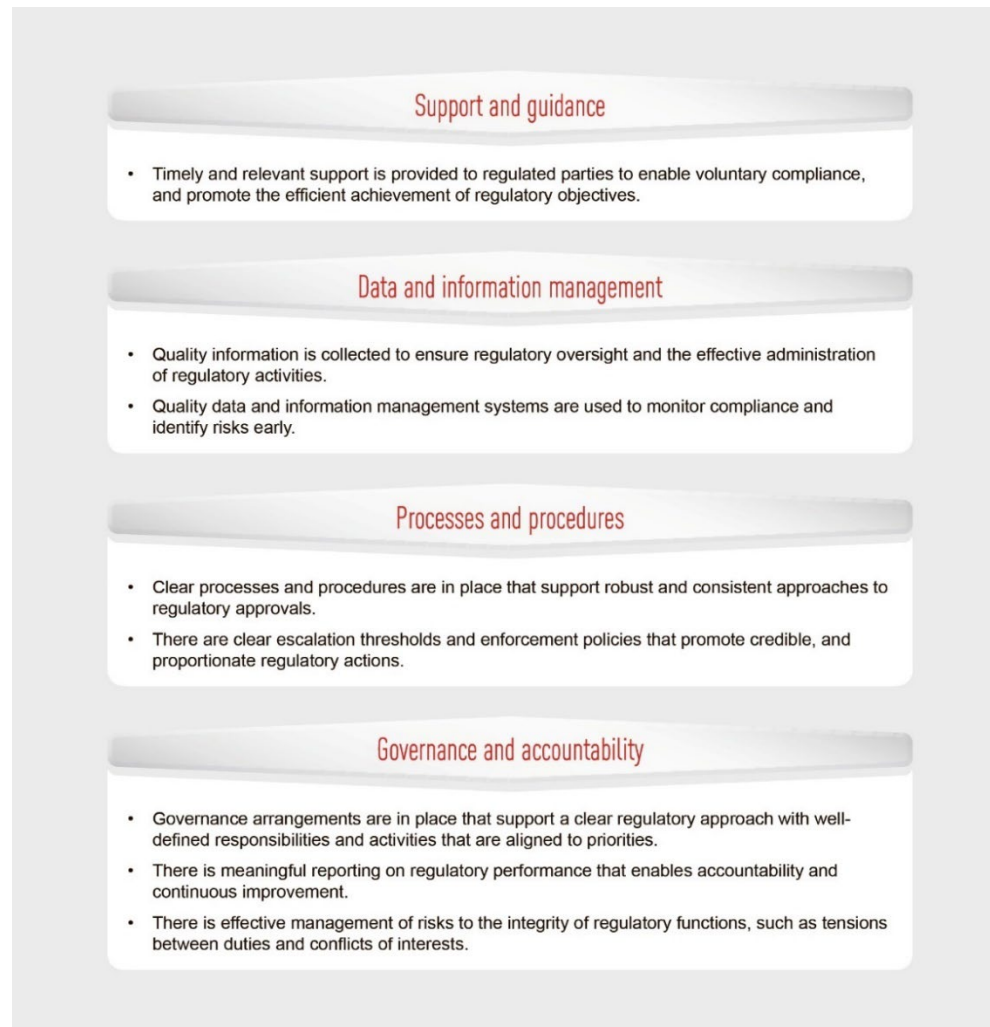 Support and guidance
• Timely and relevant support is provided to regulated parties to enable voluntary compliance,
and promote the efficient achievement of regulatory objectives.
Data and information management
• Quality information is collected to ensure regulatory oversight and the effective administration
of regulatory activities.
• Quality data and information management systems are used to monitor compliance and
identify risks early.
Processes and procedures
• Clear processes and procedures are in place that support robust and consistent approaches to
regulatory approvals.
• There are clear escalation thresholds and enforcement policies that promote credible, and
proportionate regulatory actions.
Governance and accountability
• Governance arrangements are in place that support a clear regulatory approach with well-
defined responsibilities and activities that are aligned to priorities.
• There is meaningful reporting on regulatory performance that enables accountability and
continuous improvement.
• There is effective management of risks to the integrity of regulatory functions, such as tensions
between duties and conflicts of interests.